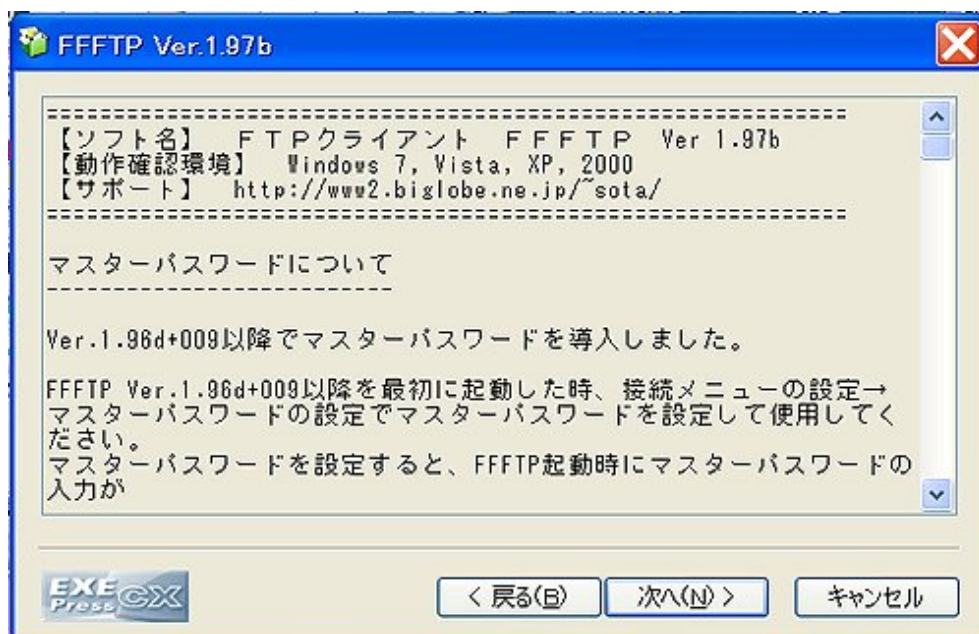 FFFTP Ver.1.97b
===========================================================
【ソフト名】　ＦＴＰクライアント　ＦＦＦＴＰ　Ver 1.97b
【動作確認環境】　Windows 7, Vista, XP, 2000
【サポート】　http://www2.biglobe.ne.jp/~sota/
===========================================================
マスターパスワードについて
--------------------------
Ver.1.96d+009以降でマスターパスワードを導入しました。
FFFTP Ver.1.96d+009以降を最初に起動した時、接続メニューの設定→
マスターパスワードの設定でマスターパスワードを設定して使用してく
ださい。
マスターパスワードを設定すると、FFFTP起動時にマスターパスワードの
入力が
EXE Press CX
< 戻る(B)
次へ(N) >
キャンセル